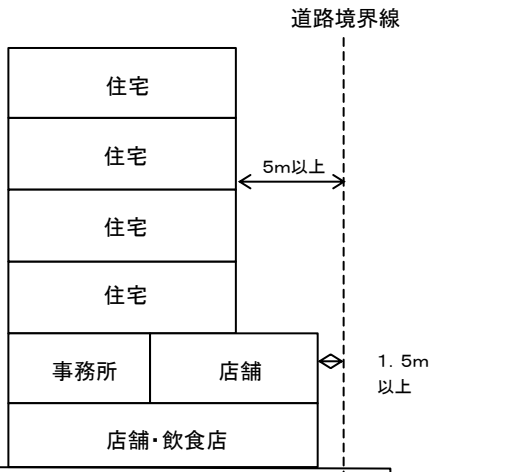 道路境界線
住宅
住宅
5m以上
住宅
住宅
事務所
店舗
1．5m
以上
店舗・飲食店